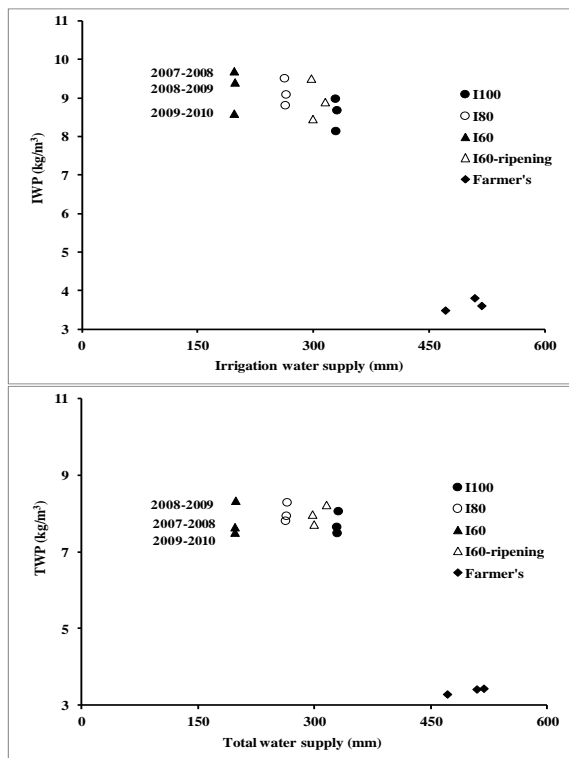 11
10
9
8
7
6
5
4
3
IWP (kg/m³)
2007-2008
2008-2009
2009-2010
I100
I80
I60
I60-ripening
Farmer's
0 150 300 450 600
Irrigation water supply (mm)
11
9
7
5
3
TWP (kg/m³)
2008-2009
2007-2008
2009-2010
I100
I80
I60
I60-ripening
Farmer's
0 150 300 450 600
Total water supply (mm)